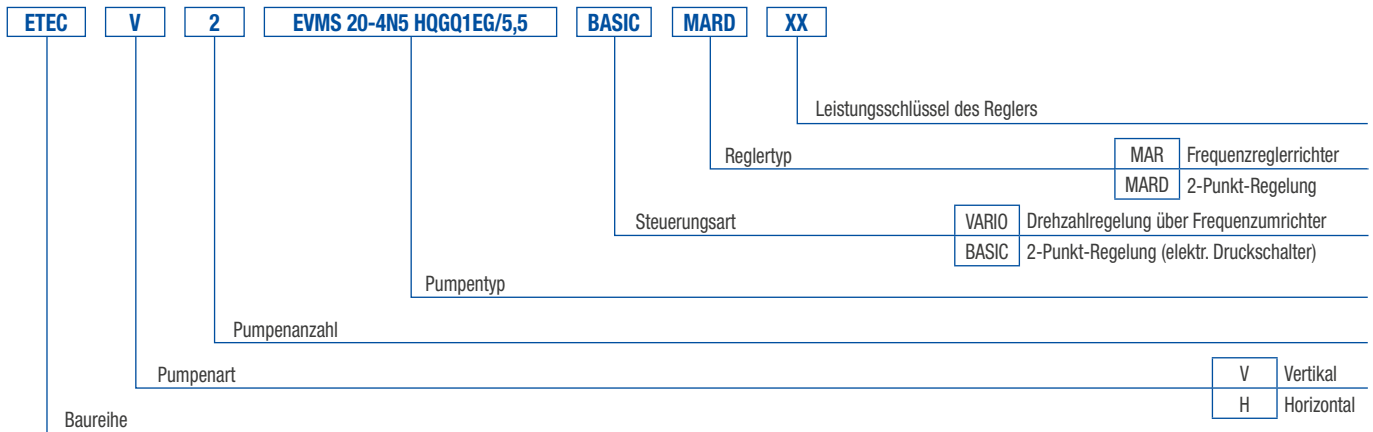 ETEC V 2 EVMS 20-4N5 HQGQ1EG/5,5 BASIC MARD XX
Leistungsschlüssel des Reglers
Reglertyp MAR Frequenzreglerrichter
MARD 2-Punkt-Regelung
Steuerungsart VARIO Drehzahlregelung über Frequenzumrichter
BASIC 2-Punkt-Regelung (elektr. Druckschalter)
Pumpentyp
Pumpenanzahl
Pumpenart V Vertikal
H Horizontal
Baureihe